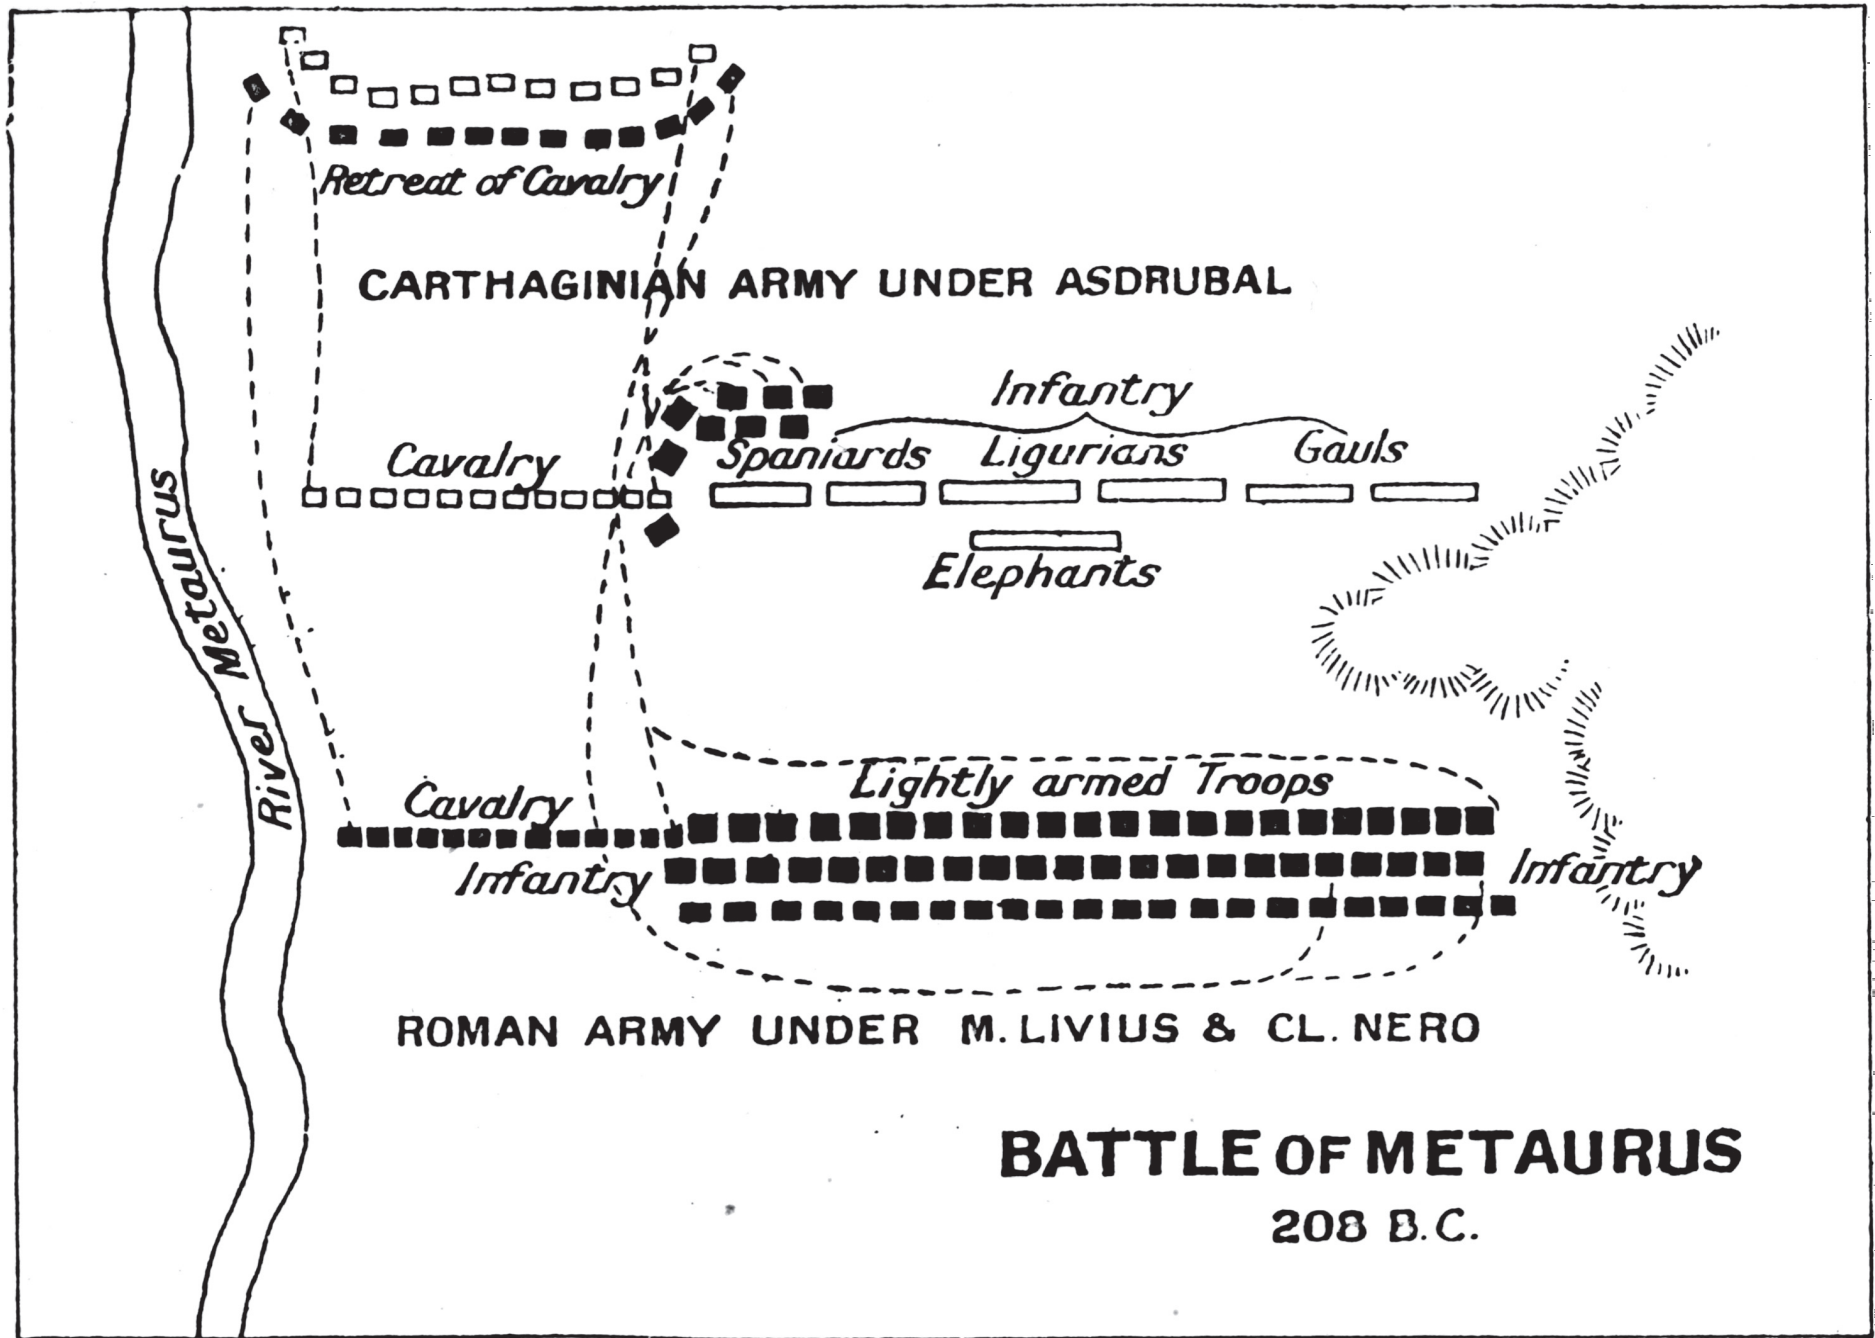 Retreat of Cavalry
CARTHAGINIAN ARMY UNDER ASDRUBAL
Infantry
Cavalry
Spaniards
Ligurians
Gauls
Elephants
River Metaurus
Cavalry
Lightly armed Troops
Infantry
Infantry
ROMAN ARMY UNDER M. LIVIUS & CL. NERO
BATTLE OF METAURUS
208 B.C.